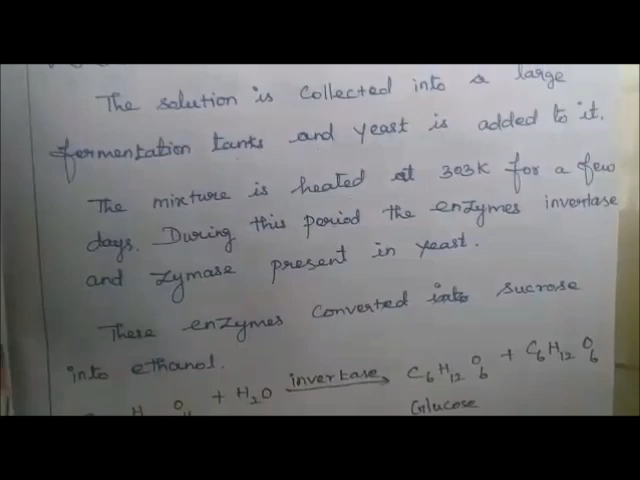 The solution is collected into a large
fermentation tanks and yeast is added to it.
The mixture is heated at 303K for a few
days. During this period the enzymes invertase
and zymase present in yeast.
These enzymes converted into sucrose
into ethanol.
H O₁₁ + H₂O invertase → C₆H₁₂O₆ + C₆H₁₂O₆
Glucose